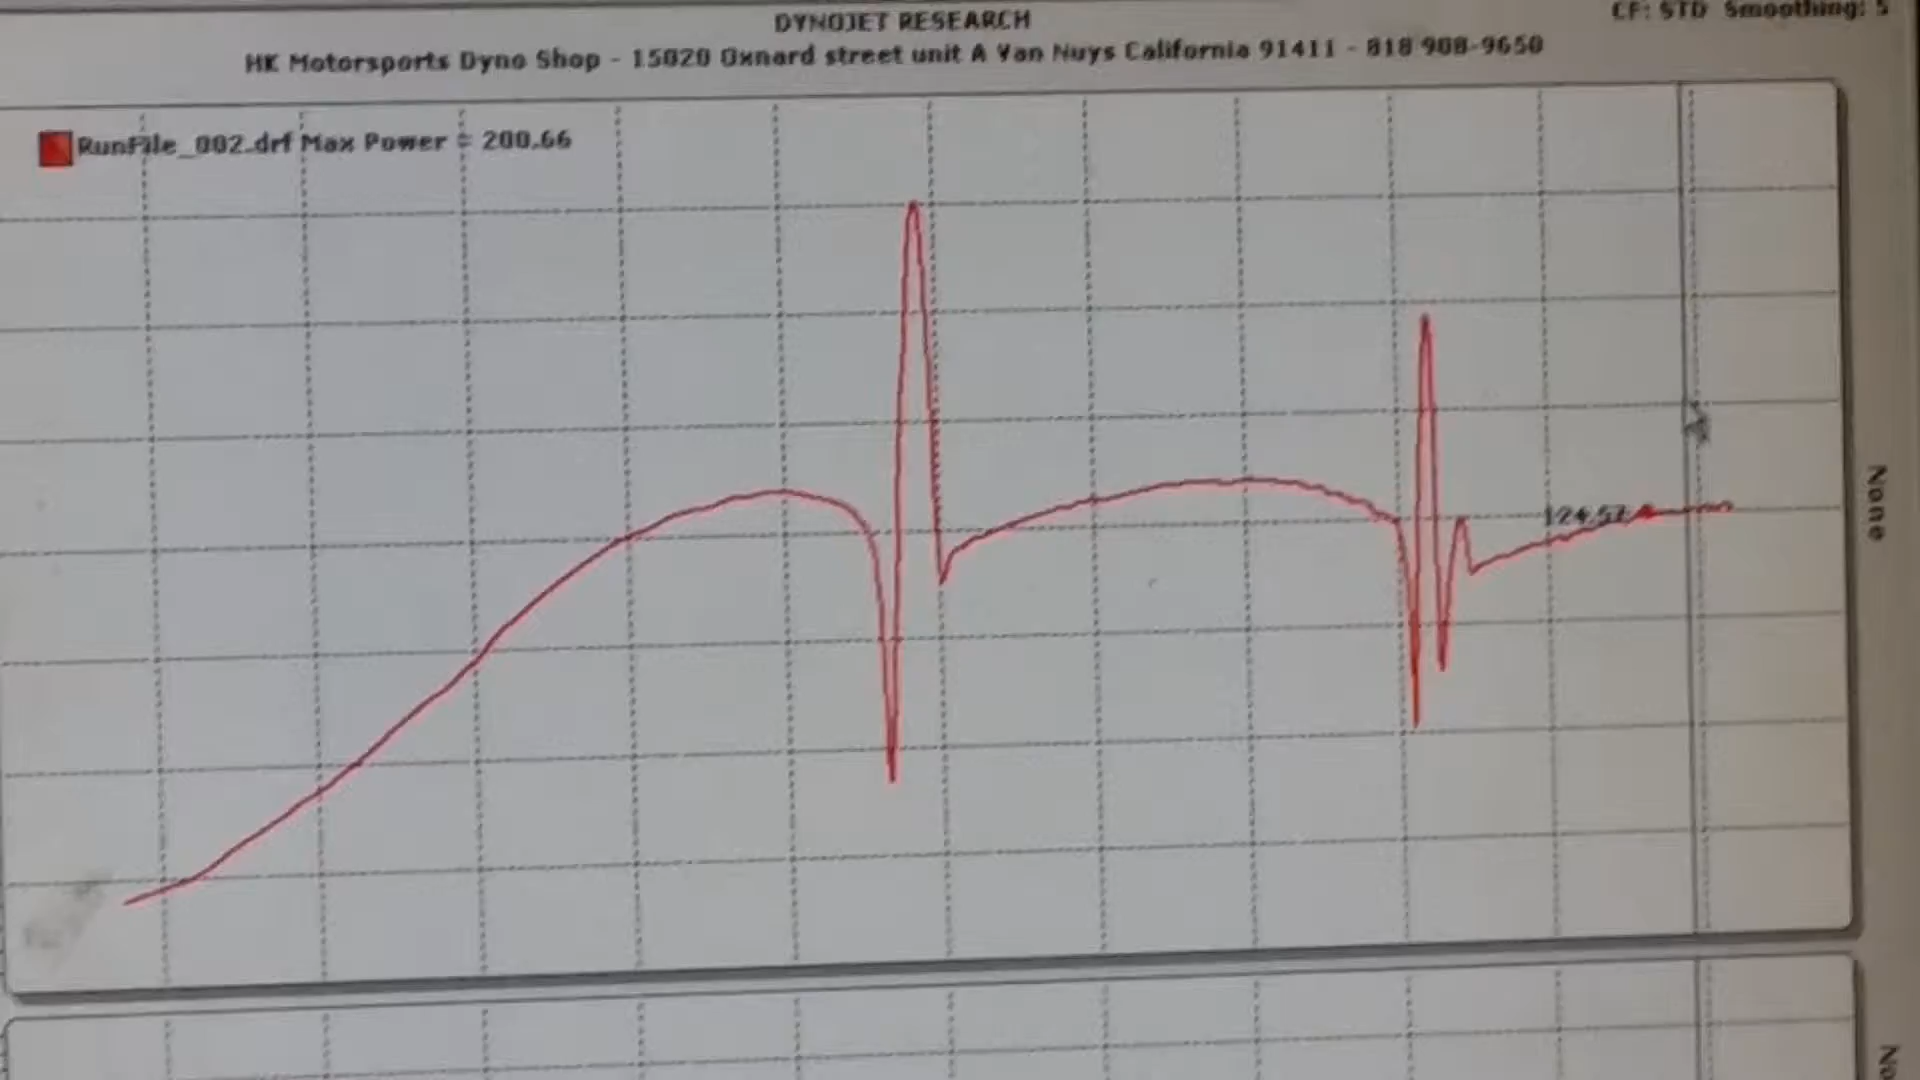 CF: STD Smoothing: 5
DYNOJET RESEARCH
HK Motorsports Dyno Shop - 15020 Oxnard street unit A Van Nuys California 91411 - 818 908-9650
RunFile_002.drf Max Power = 200.66
124.57
None